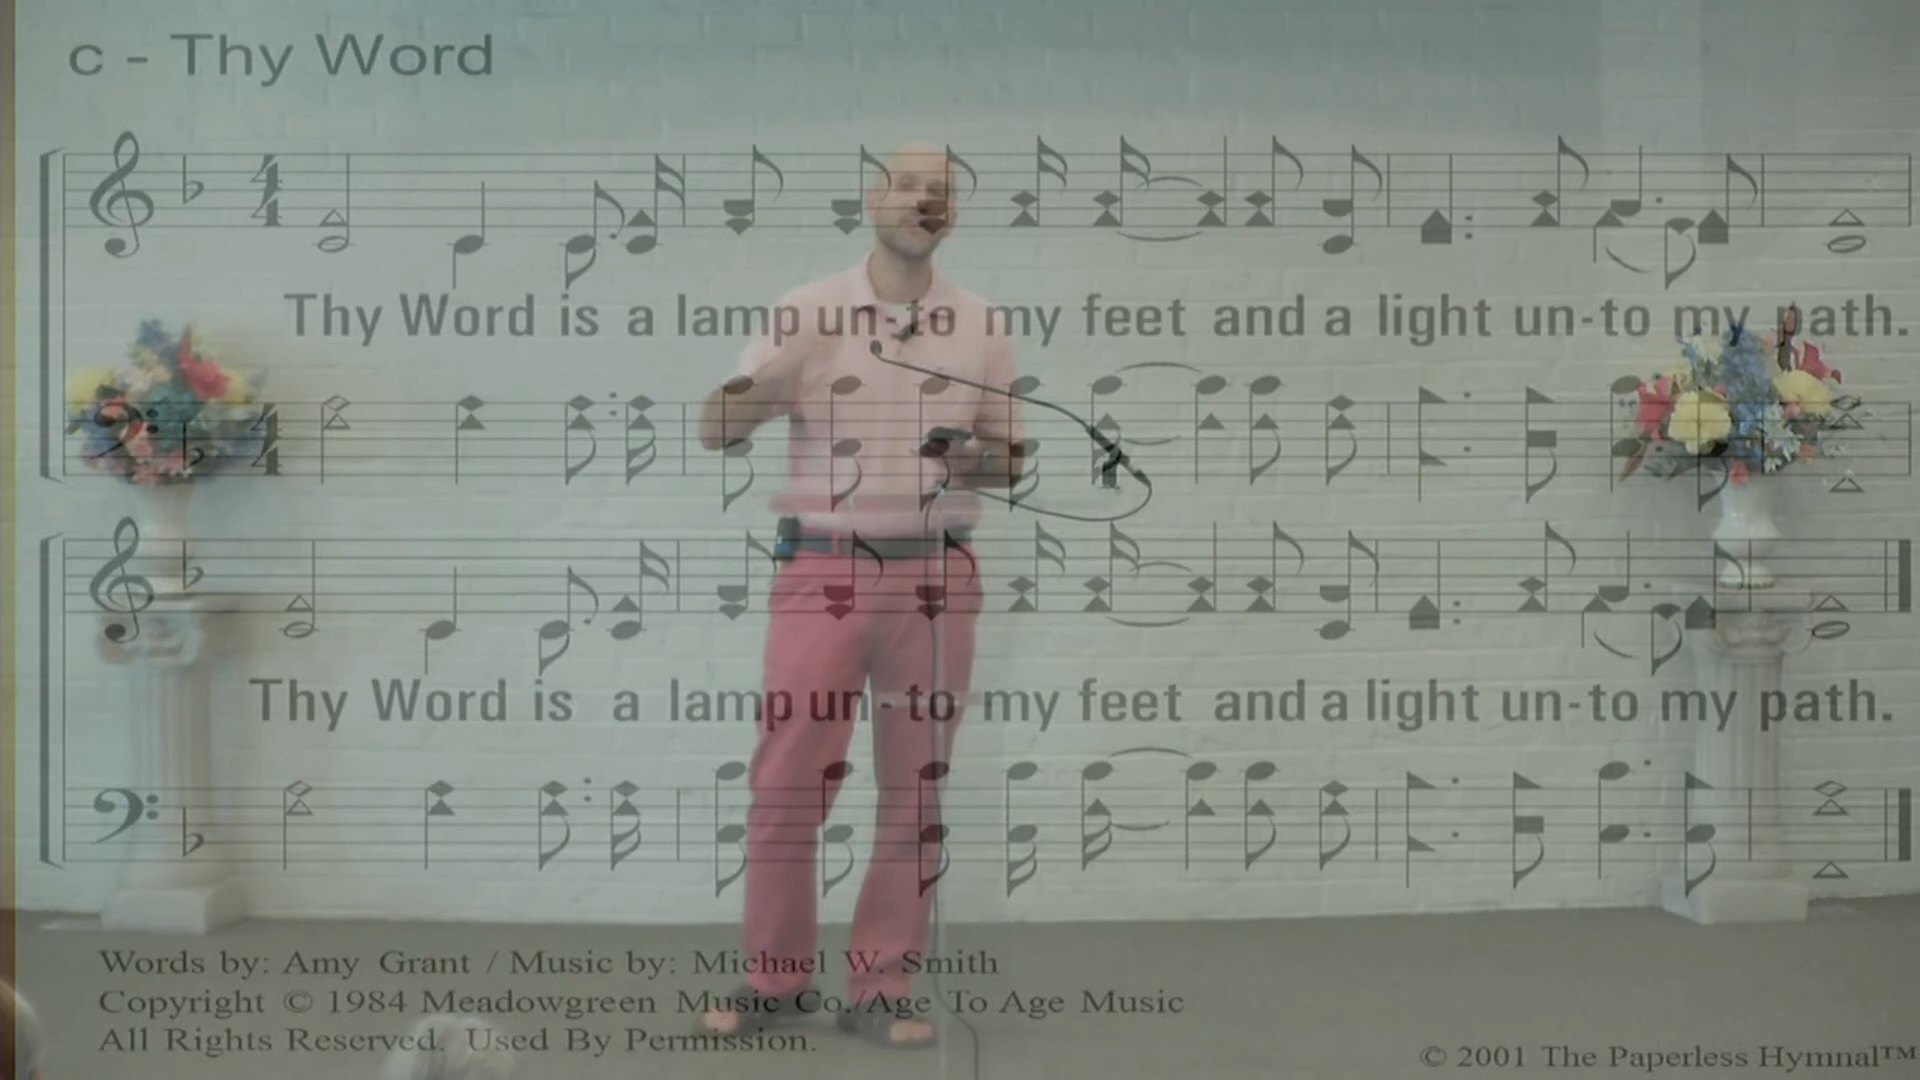 c - Thy Word
Thy Word is a lamp un-to my feet and a light un-to my path.
Thy Word is a lamp un-to my feet and a light un-to my path.
Words by: Amy Grant / Music by: Michael W. Smith
Copyright © 1984 Meadowgreen Music Co./Age To Age Music
All Rights Reserved. Used By Permission.
© 2001 The Paperless Hymnal™